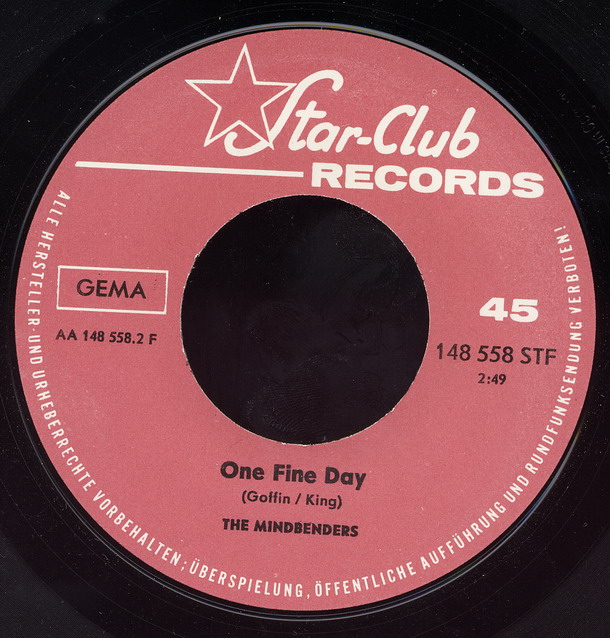 Star-Club
RECORDS
GEMA
AA 148 558.2 F
45
148 558 STF
2:49
One Fine Day
(Goffin / King)
THE MINDBENDERS
ALLE HERSTELLER- UND URHEBERRECHTE VORBEHALTEN; ÜBERSPIELUNG, ÖFFENTLICHE AUFFÜHRUNG UND RUNDFUNKSENDUNG VERBOTEN!